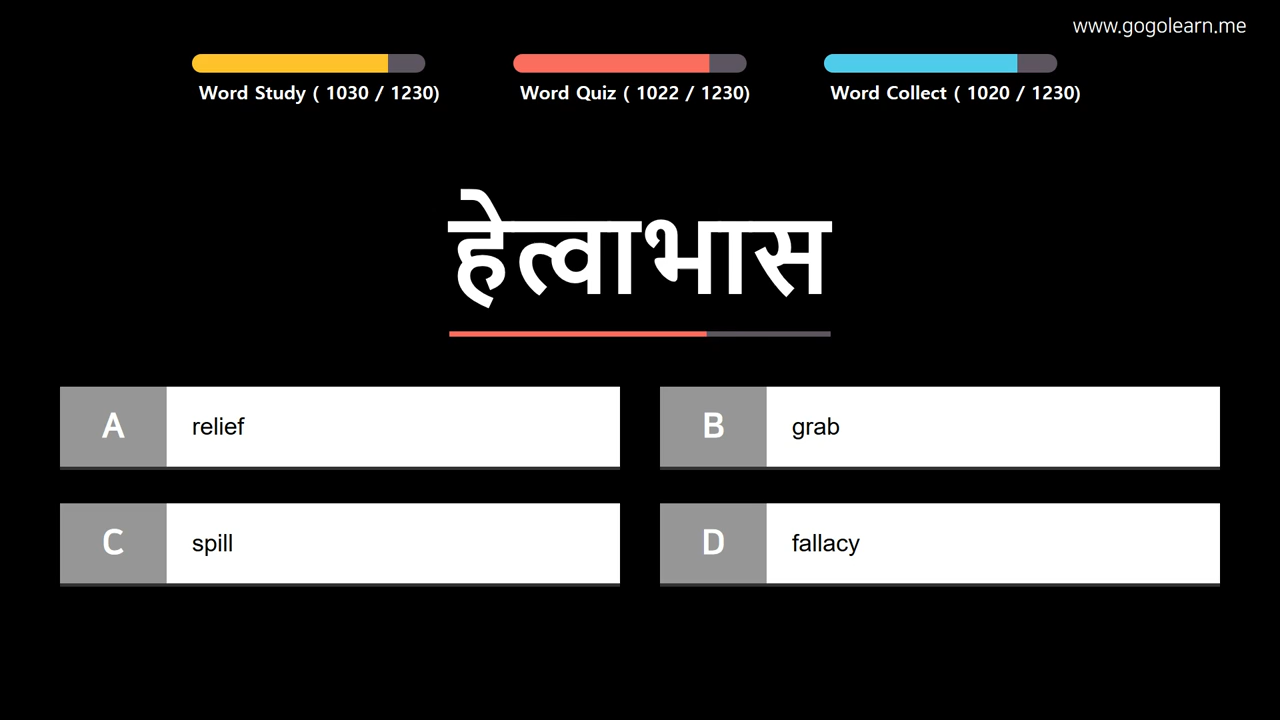 www.gogolearn.me
Word Study ( 1030 / 1230)
Word Quiz ( 1022 / 1230)
Word Collect ( 1020 / 1230)
हेत्वाभास
A relief
B grab
C spill
D fallacy